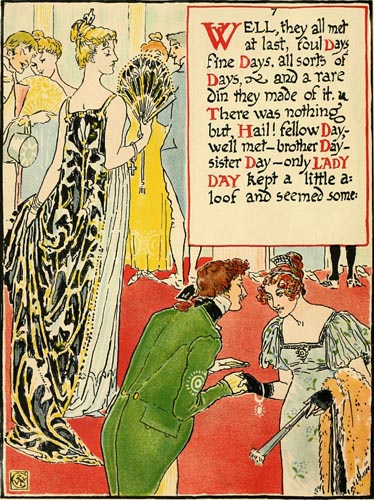 7
WELL, they all met
at last, foul Days
fine Days, all sorts of
Days, & and a rare
din they made of it.
There was nothing
but, Hail! fellow Day,-
well met-brother Day-
sister Day-only LADY
DAY kept a little a=
loof and seemed some: